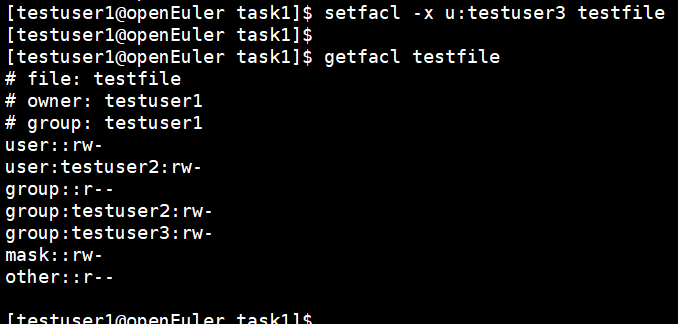 [testuser1@openEuler task1]$ setfacl -x u:testuser3 testfile
[testuser1@openEuler task1]$
[testuser1@openEuler task1]$ getfacl testfile
# file: testfile
# owner: testuser1
# group: testuser1
user::rw-
user:testuser2:rw-
group::r--
group:testuser2:rw-
group:testuser3:rw-
mask::rw-
other::r--
[testuser1@openEuler task1]$